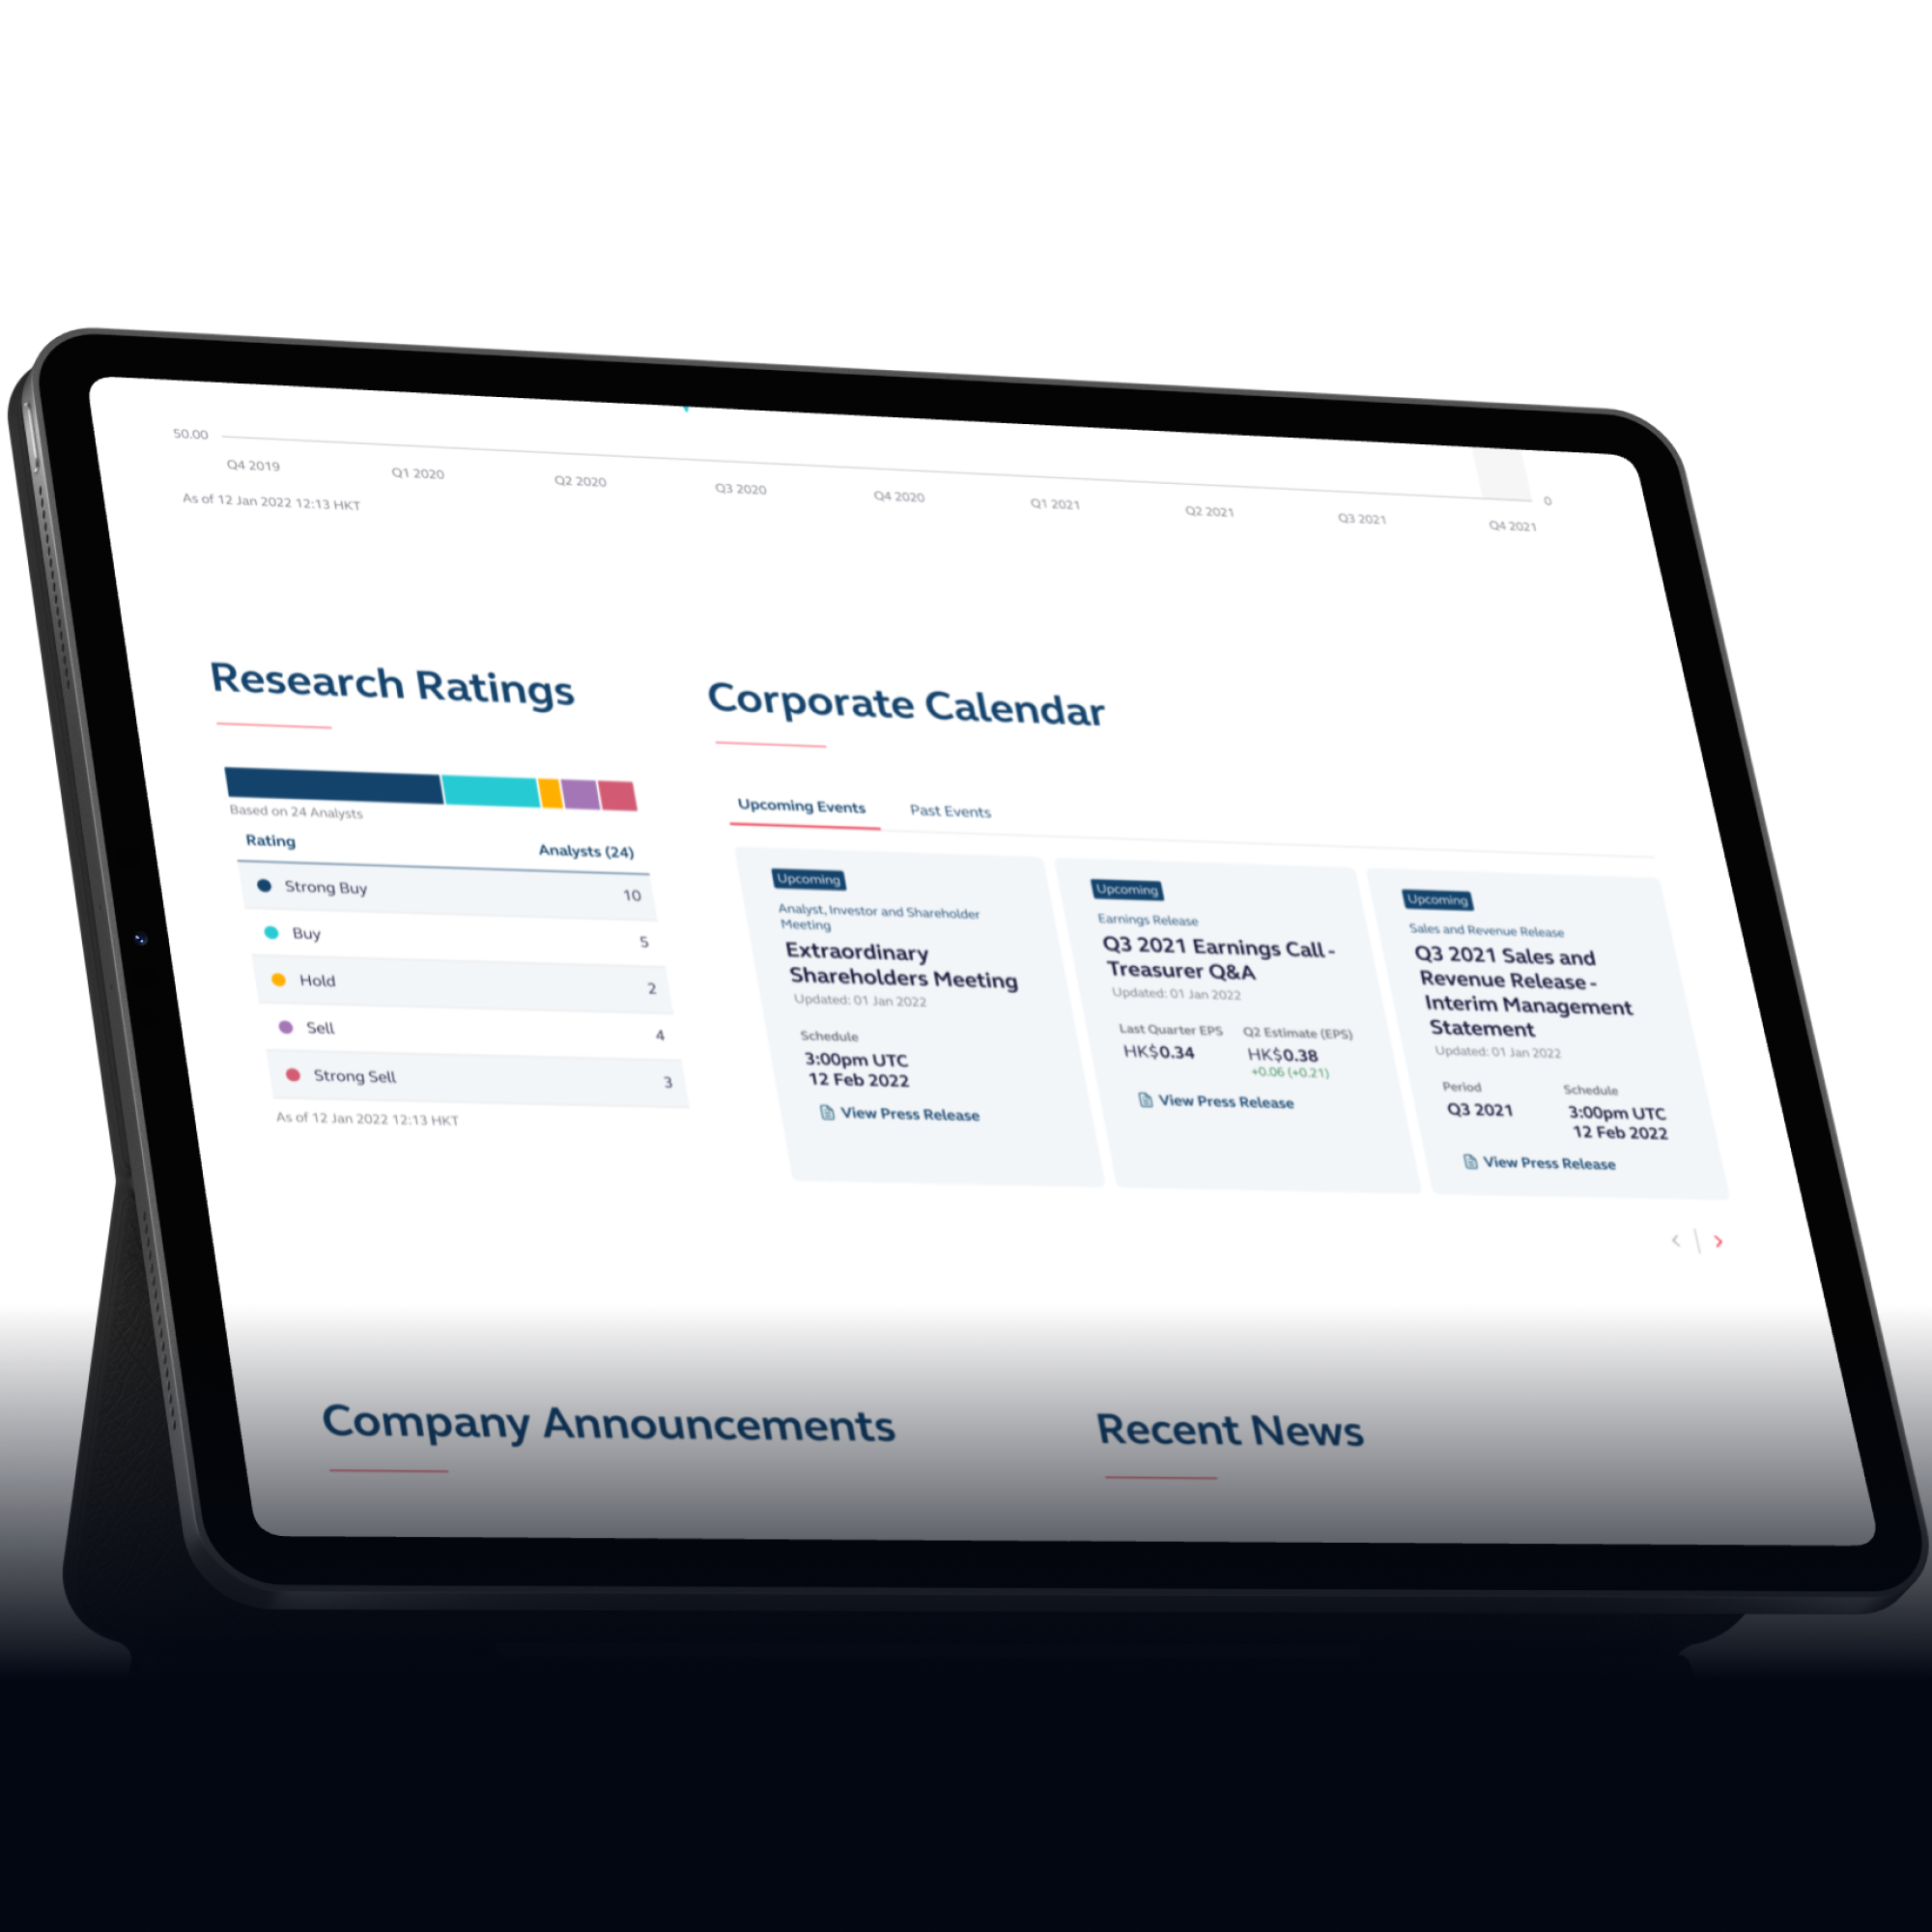 50.00
0
Q4 2019
Q1 2020
Q2 2020
Q3 2020
Q4 2020
Q1 2021
Q2 2021
Q3 2021
Q4 2021
As of 12 Jan 2022 12:13 HKT
Research Ratings
Based on 24 Analysts
Rating
Analysts (24)
Strong Buy
10
Buy
5
Hold
2
Sell
4
Strong Sell
3
As of 12 Jan 2022 12:13 HKT
Corporate Calendar
Upcoming Events
Past Events
Upcoming
Analyst, Investor and Shareholder
Meeting
Extraordinary
Shareholders Meeting
Updated: 01 Jan 2022
Schedule
3:00pm UTC
12 Feb 2022
View Press Release
Upcoming
Earnings Release
Q3 2021 Earnings Call -
Treasurer Q&A
Updated: 01 Jan 2022
Last Quarter EPS
HK$0.34
Q2 Estimate (EPS)
HK$0.38
+0.06 (+0.21)
View Press Release
Upcoming
Sales and Revenue Release
Q3 2021 Sales and
Revenue Release -
Interim Management
Statement
Updated: 01 Jan 2022
Period
Q3 2021
Schedule
3:00pm UTC
12 Feb 2022
View Press Release
Company Announcements
Recent News